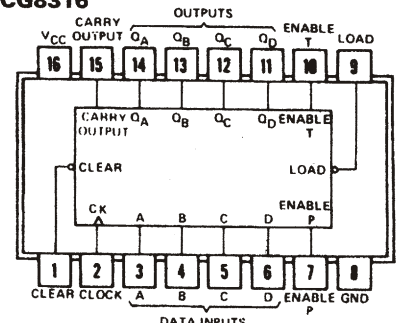 CG8316
OUTPUTS
VCC CARRY OUTPUT QA QB QC QD ENABLE T LOAD
16 15 14 13 12 11 10 9
CARRY OUTPUT QA QB QC QD ENABLE T
CLEAR LOAD
CK A B C D ENABLE P
1 2 3 4 5 6 7 8
CLEAR CLOCK A B C D ENABLE P GND
DATA INPUTS